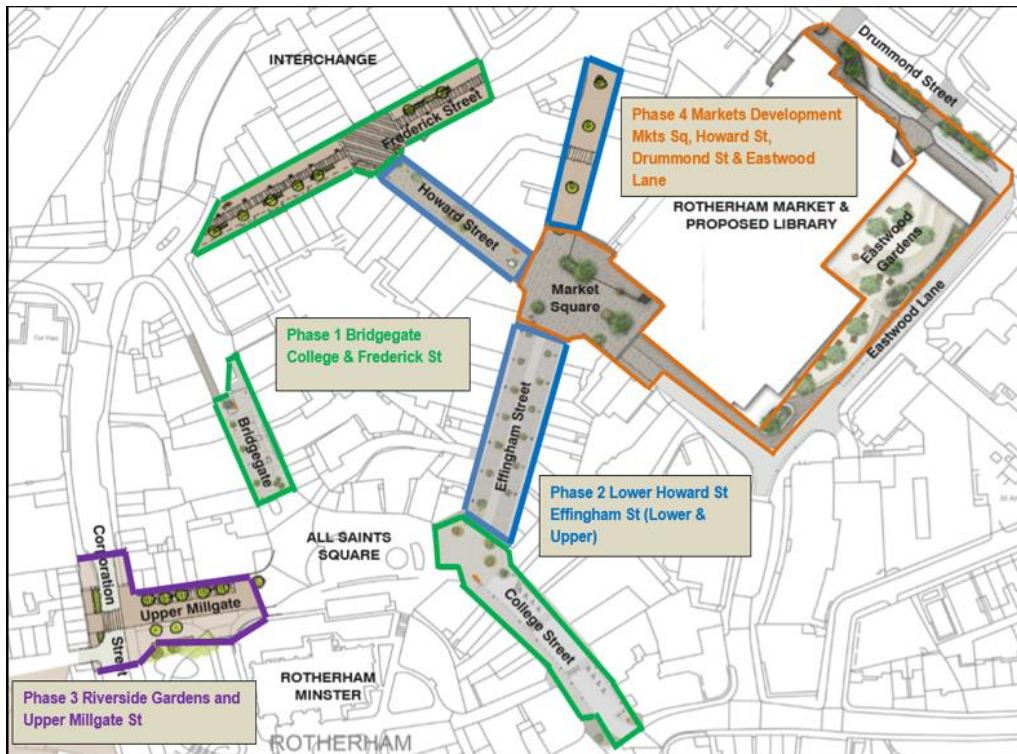 INTERCHANGE
Drummond Street
Frederick Street
Phase 4 Markets Development
Mkts Sq, Howard St,
Drummond St & Eastwood
Lane
ROTHERHAM MARKET &
PROPOSED LIBRARY
Howard Street
Eastwood
Gardens
Market
Square
Eastwood Lane
Phase 1 Bridgegate
College & Frederick St
Bridgegate
Effingham Street
Phase 2 Lower Howard St
Effingham St (Lower &
Upper)
ALL SAINTS
SQUARE
Corporation
Street
Upper Millgate
College Street
ROTHERHAM
MINSTER
Phase 3 Riverside Gardens and
Upper Millgate St
ROTHERHAM